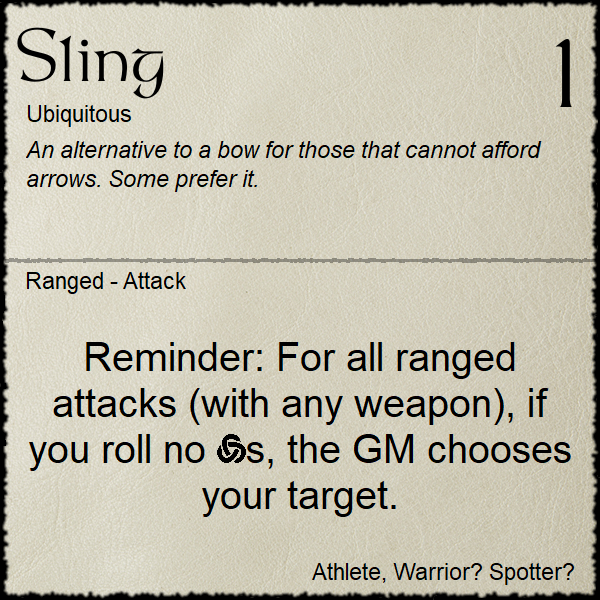 Sling
1
Ubiquitous
An alternative to a bow for those that cannot afford
arrows. Some prefer it.
Ranged - Attack
Reminder: For all ranged
attacks (with any weapon), if
you roll no s, the GM chooses
your target.
Athlete, Warrior? Spotter?